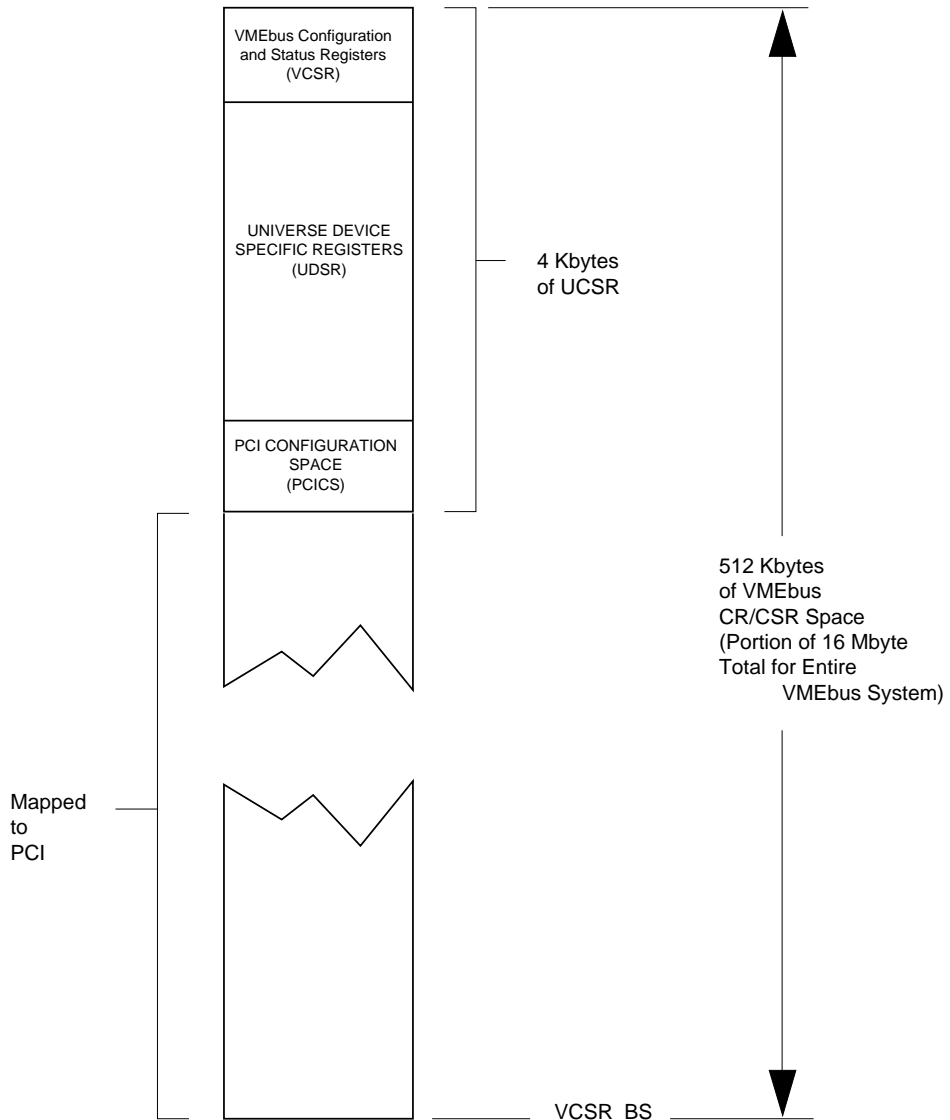 VMEbus Configuration
and Status Registers
(VCSR)
UNIVERSE DEVICE
SPECIFIC REGISTERS
(UDSR)
4 Kbytes
of UCSR
PCI CONFIGURATION
SPACE
(PCICS)
512 Kbytes
of VMEbus
CR/CSR Space
(Portion of 16 Mbyte
Total for Entire
VMEbus System)
Mapped
to
PCI
VCSR_BS